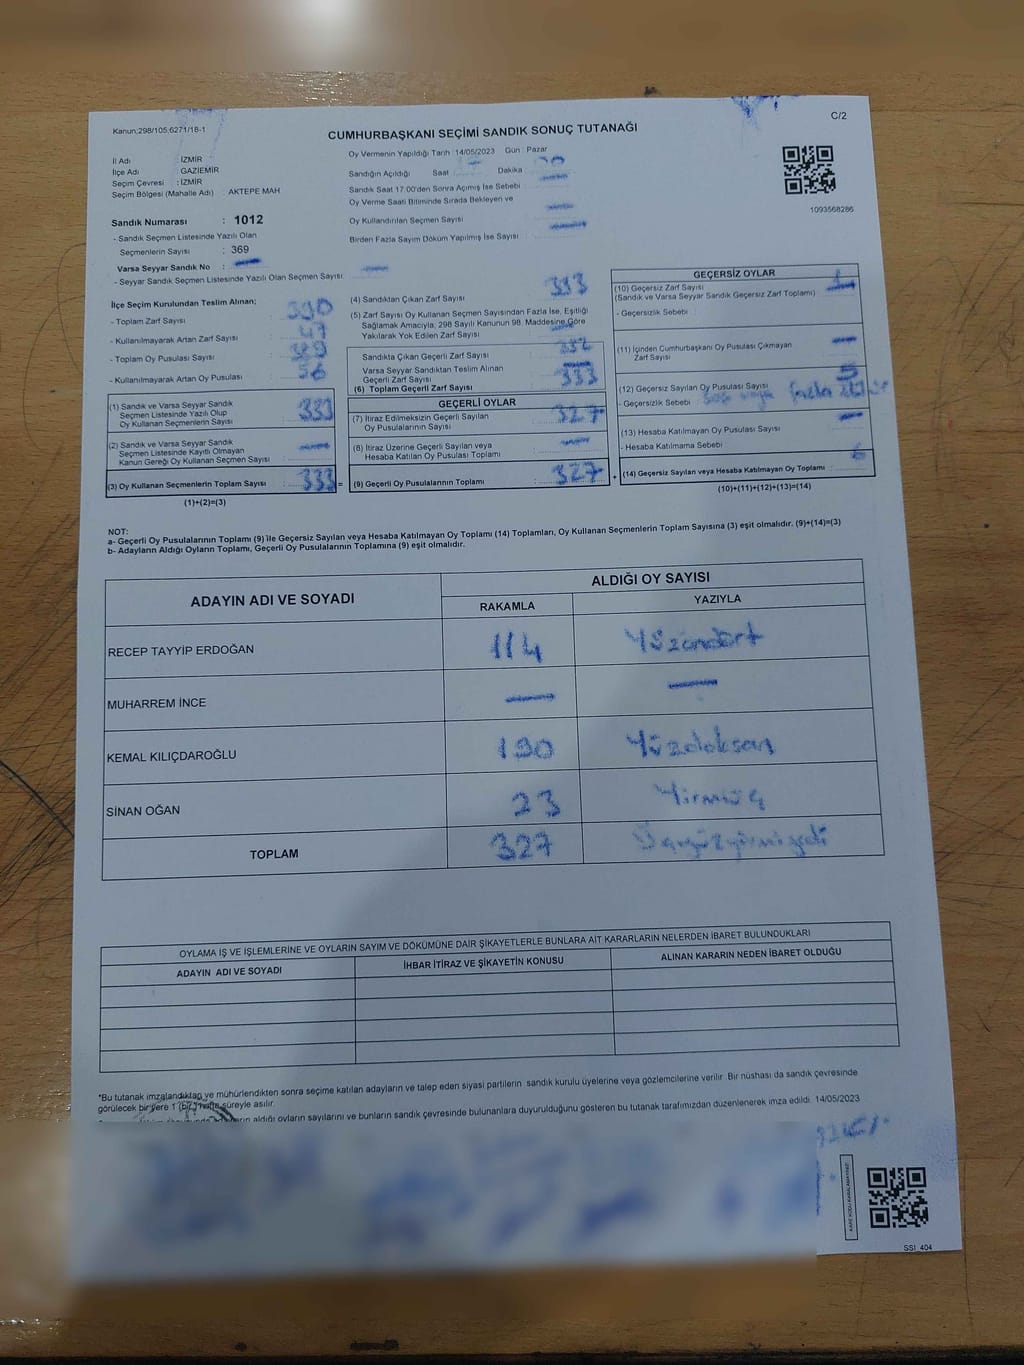 Kanun;298/105;6271/18-1
C/2
CUMHURBAŞKANI SEÇİMİ SANDIK SONUÇ TUTANAĞI
İl Adı : İZMİR
İlçe Adı : GAZİEMİR
Seçim Çevresi : İZMİR
Seçim Bölgesi (Mahalle Adı) : AKTEPE MAH
Oy Vermenin Yapıldığı Tarih : 14/05/2023 Gün : Pazar
Sandığın Açıldığı Saat Dakika
Sandık Saat 17.00'den Sonra Açımış İse Sebebi
Oy Verme Saati Bitiminde Sırada Bekleyen ve
Oy Kullandırılan Seçmen Sayısı
Birden Fazla Sayım Döküm Yapılmış İse Sayısı
1093568286
Sandık Numarası : 1012
- Sandık Seçmen Listesinde Yazılı Olan
Seçmenlerin Sayısı : 369
Varsa Seyyar Sandık No :
- Seyyar Sandık Seçmen Listesinde Yazılı Olan Seçmen Sayısı:
İlçe Seçim Kurulundan Teslim Alınan;
- Toplam Zarf Sayısı : 390
- Kullanılmayarak Artan Zarf Sayısı : 57
- Toplam Oy Pusulası Sayısı : 389
- Kullanılmayarak Artan Oy Pusulası : 56
(1) Sandık ve Varsa Seyyar Sandık
Seçmen Listesinde Yazılı Olup
Oy Kullanan Seçmenlerin Sayısı : 333
(2) Sandık ve Varsa Seyyar Sandık
Seçmen Listesinde Kayıtlı Olmayan
Kanun Gereği Oy Kullanan Seçmen Sayısı :
(3) Oy Kullanan Seçmenlerin Toplam Sayısı : 333 =
(1)+(2)=(3)
(4) Sandıktan Çıkan Zarf Sayısı : 333
(5) Zarf Sayısı Oy Kullanan Seçmen Sayısından Fazla İse, Eşitliği
Sağlamak Amacıyla; 298 Sayılı Kanunun 98. Maddesine Göre
Yakılarak Yok Edilen Zarf Sayısı :
Sandıkta Çıkan Geçerli Zarf Sayısı : 332
Varsa Seyyar Sandıktan Teslim Alınan
Geçerli Zarf Sayısı
(6) Toplam Geçerli Zarf Sayısı : 333
GEÇERLİ OYLAR
(7) İtiraz Edilmeksizin Geçerli Sayılan
Oy Pusulasının Sayısı : 327
(8) İtiraz Üzerine Geçerli Sayılan veya
Hesaba Katılan Oy Pusulası Toplamı :
(9) Geçerli Oy Pusulalarının Toplamı : 327 +
GEÇERSİZ OYLAR
(10) Geçersiz Zarf Sayısı : 1
(Sandık ve Varsa Seyyar Sandık Geçersiz Zarf Toplamı)
- Geçersizlik Sebebi :
(11) İçinden Cumhurbaşkanı Oy Pusulası Çıkmayan
Zarf Sayısı :
(12) Geçersiz Sayılan Oy Pusulası Sayısı : 5
- Geçersizlik Sebebi :
(13) Hesaba Katılmayan Oy Pusulası Sayısı :
- Hesaba Katılmama Sebebi :
(14) Geçersiz Sayılan veya Hesaba Katılmayan Oy Toplamı : 6
(10)+(11)+(12)+(13)=(14)
NOT:
a- Geçerli Oy Pusulalarının Toplamı (9) ile Geçersiz Sayılan veya Hesaba Katılmayan Oy Toplamı (14) Toplamları, Oy Kullanan Seçmenlerin Toplam Sayısına (3) eşit olmalıdır. (9)+(14)=(3)
b- Adayların Aldığı Oyların Toplamı, Geçerli Oy Pusulalarının Toplamına (9) eşit olmalıdır.
ADAYIN ADI VE SOYADI
ALDIĞI OY SAYISI
RAKAMLA YAZIYLA
RECEP TAYYİP ERDOĞAN 114 Yüzondört
MUHARREM İNCE
KEMAL KILIÇDAROĞLU 190 Yüzdoksan
SİNAN OĞAN 23 Yirmiüç
TOPLAM 327 Üçyüzyirmiyedi
OYLAMA İŞ VE İŞLEMLERİNE VE OYLARIN SAYIM VE DÖKÜMÜNE DAİR ŞİKAYETLERLE BUNLARA AİT KARARLARIN NELERDEN İBARET BULUNDUKLARI
ADAYIN ADI VE SOYADI İHBAR İTİRAZ VE ŞİKAYETİN KONUSU ALINAN KARARIN NEDEN İBARET OLDUĞU
*Bu tutanak imzalandıktan ve mühürlendikten sonra seçime katılan adayların ve talep eden siyasi partilerin sandık kurulu üyelerine veya gözlemcilerine verilir. Bir nüshası da sandık çevresinde
görülecek bir yere 1 (bir) hafta süreyle asılır.
aldığı oyların sayılarını ve bunların sandık çevresinde bulunanlara duyurulduğunu gösteren bu tutanak tarafımızdan düzenlenerek imza edildi. 14/05/2023
KARE KODU KARALAMAYINIZ!
SSİ_404